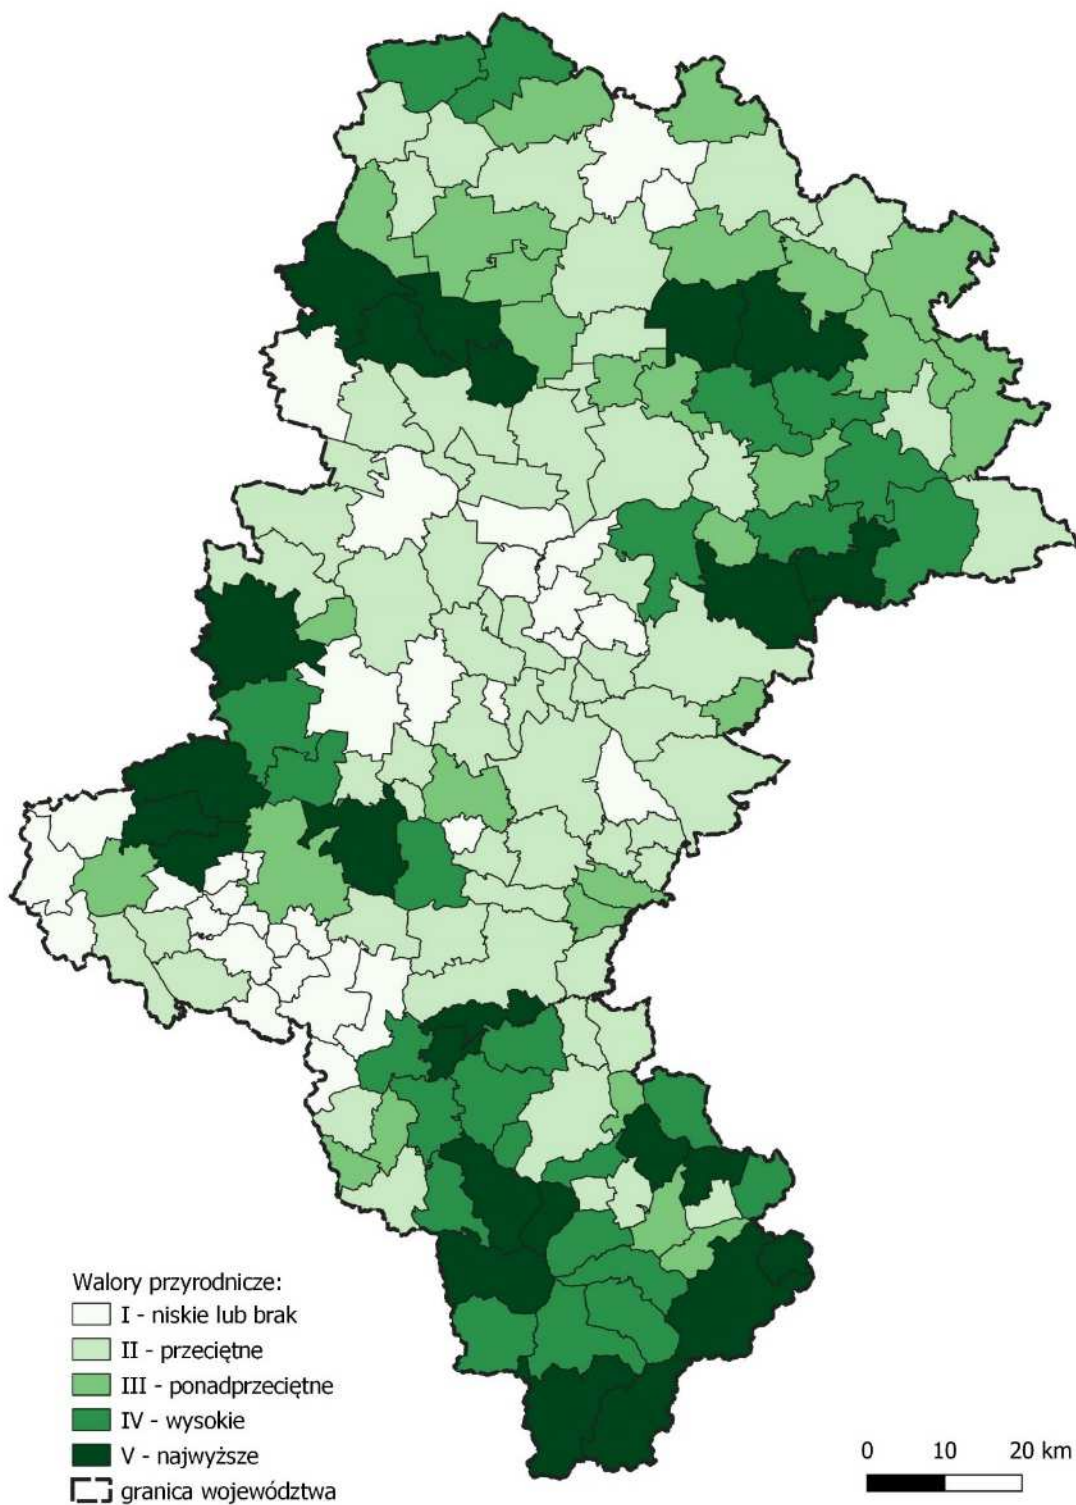 Walory przyrodnicze:
I - niskie lub brak
II - przeciętne
III - ponadprzeciętne
IV - wysokie
V - najwyższe
granica województwa
0 10 20 km